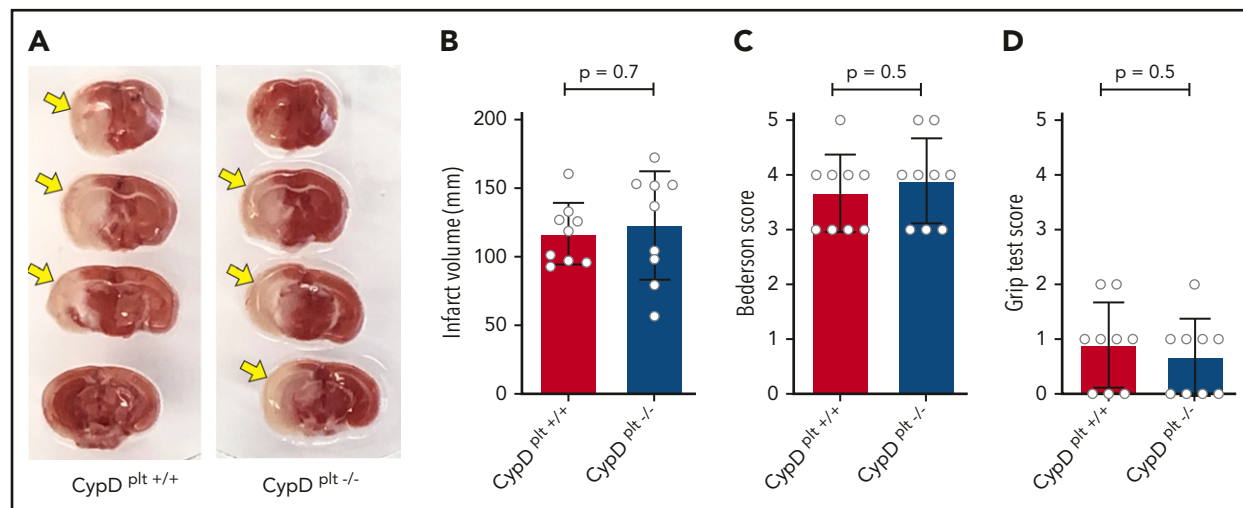 A
CypD plt +/+
CypD plt -/-
B
p = 0.7
Infarct volume (mm)
200
150
100
50
0
CypD plt +/+
CypD plt -/-
C
p = 0.5
Bederson score
5
4
3
2
1
0
CypD plt +/+
CypD plt -/-
D
p = 0.5
Grip test score
5
4
3
2
1
0
CypD plt +/+
CypD plt -/-